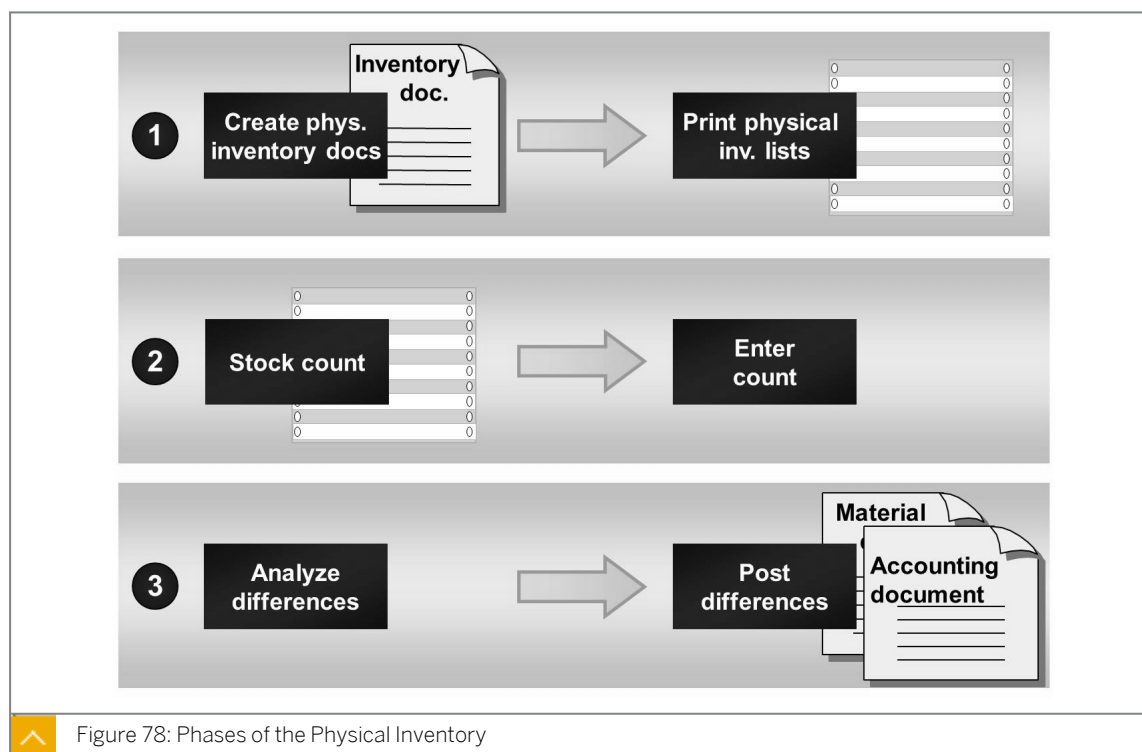 Inventory
doc.
1
Create phys.
inventory docs
Print physical
inv. lists
2
Stock count
Enter
count
3
Analyze
differences
Post
differences
Material
Accounting
document
Figure 78: Phases of the Physical Inventory